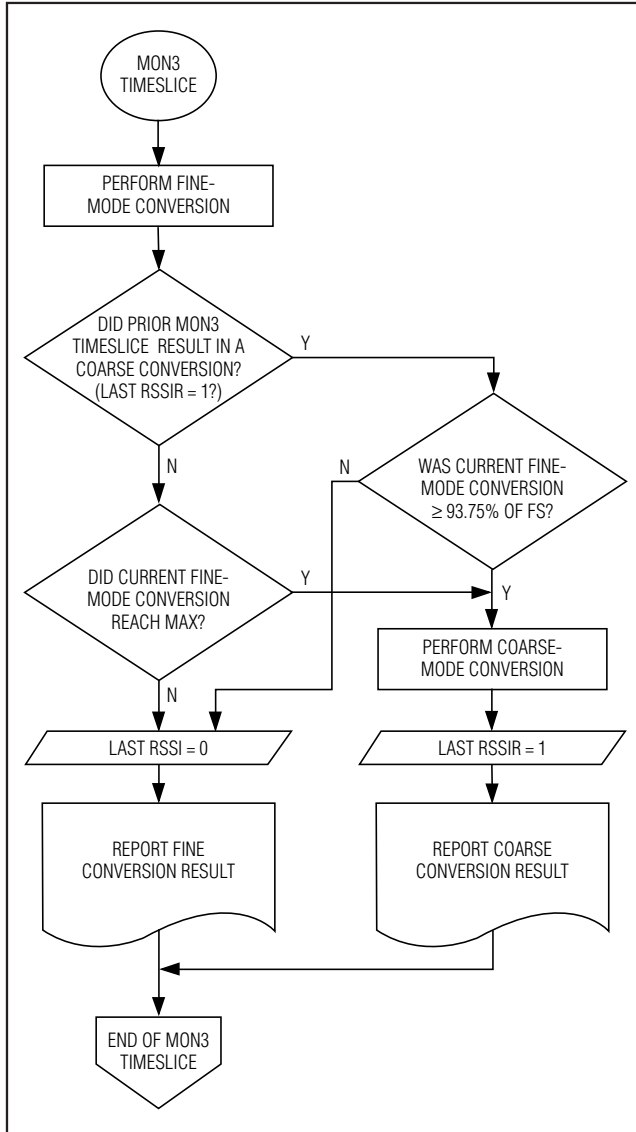 MON3
TIMESLICE
PERFORM FINE-
MODE CONVERSION
DID PRIOR MON3
TIMESLICE RESULT IN A
COARSE CONVERSION?
(LAST RSSIR = 1?)
Y
N
N
WAS CURRENT FINE-
MODE CONVERSION
≥ 93.75% OF FS?
DID CURRENT FINE-
MODE CONVERSION
REACH MAX?
Y
Y
PERFORM COARSE-
MODE CONVERSION
N
LAST RSSI = 0
LAST RSSIR = 1
REPORT FINE
CONVERSION RESULT
REPORT COARSE
CONVERSION RESULT
END OF MON3
TIMESLICE